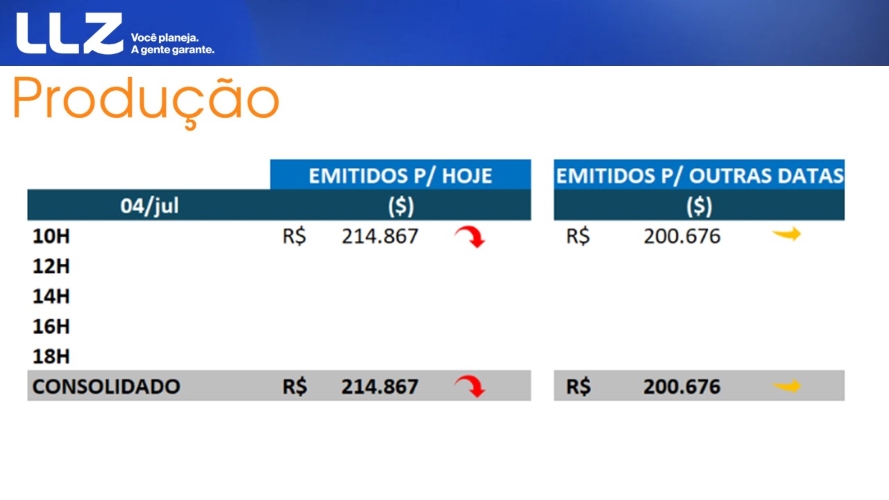 LLZ
Você planeja.
A gente garante.
Produção
EMITIDOS P/ HOJE EMITIDOS P/ OUTRAS DATAS
04/jul ($) ($)
10H R$ 214.867 R$ 200.676
12H
14H
16H
18H
CONSOLIDADO R$ 214.867 R$ 200.676